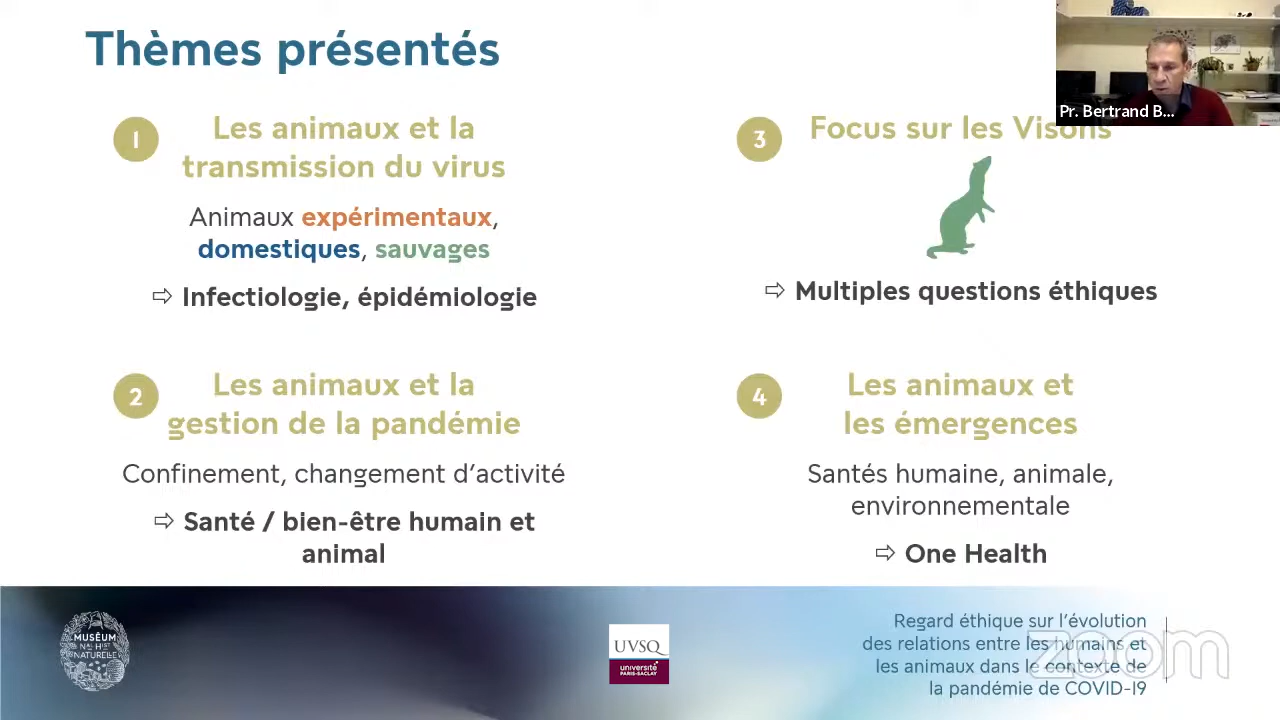 Thèmes présentés
Pr. Bertrand B...
1
Les animaux et la
transmission du virus
Animaux expérimentaux,
domestiques, sauvages
⇨ Infectiologie, épidémiologie
3
Focus sur les Visons
⇨ Multiples questions éthiques
2
Les animaux et la
gestion de la pandémie
Confinement, changement d'activité
⇨ Santé / bien-être humain et
animal
4
Les animaux et
les émergences
Santés humaine, animale,
environnementale
⇨ One Health
MUSÉUM
NAL HIST
NATURELLE
UVSQ
université
PARIS-SACLAY
Regard éthique sur l'évolution
des relations entre les humains et
les animaux dans le contexte de
la pandémie de COVID-19
zoom